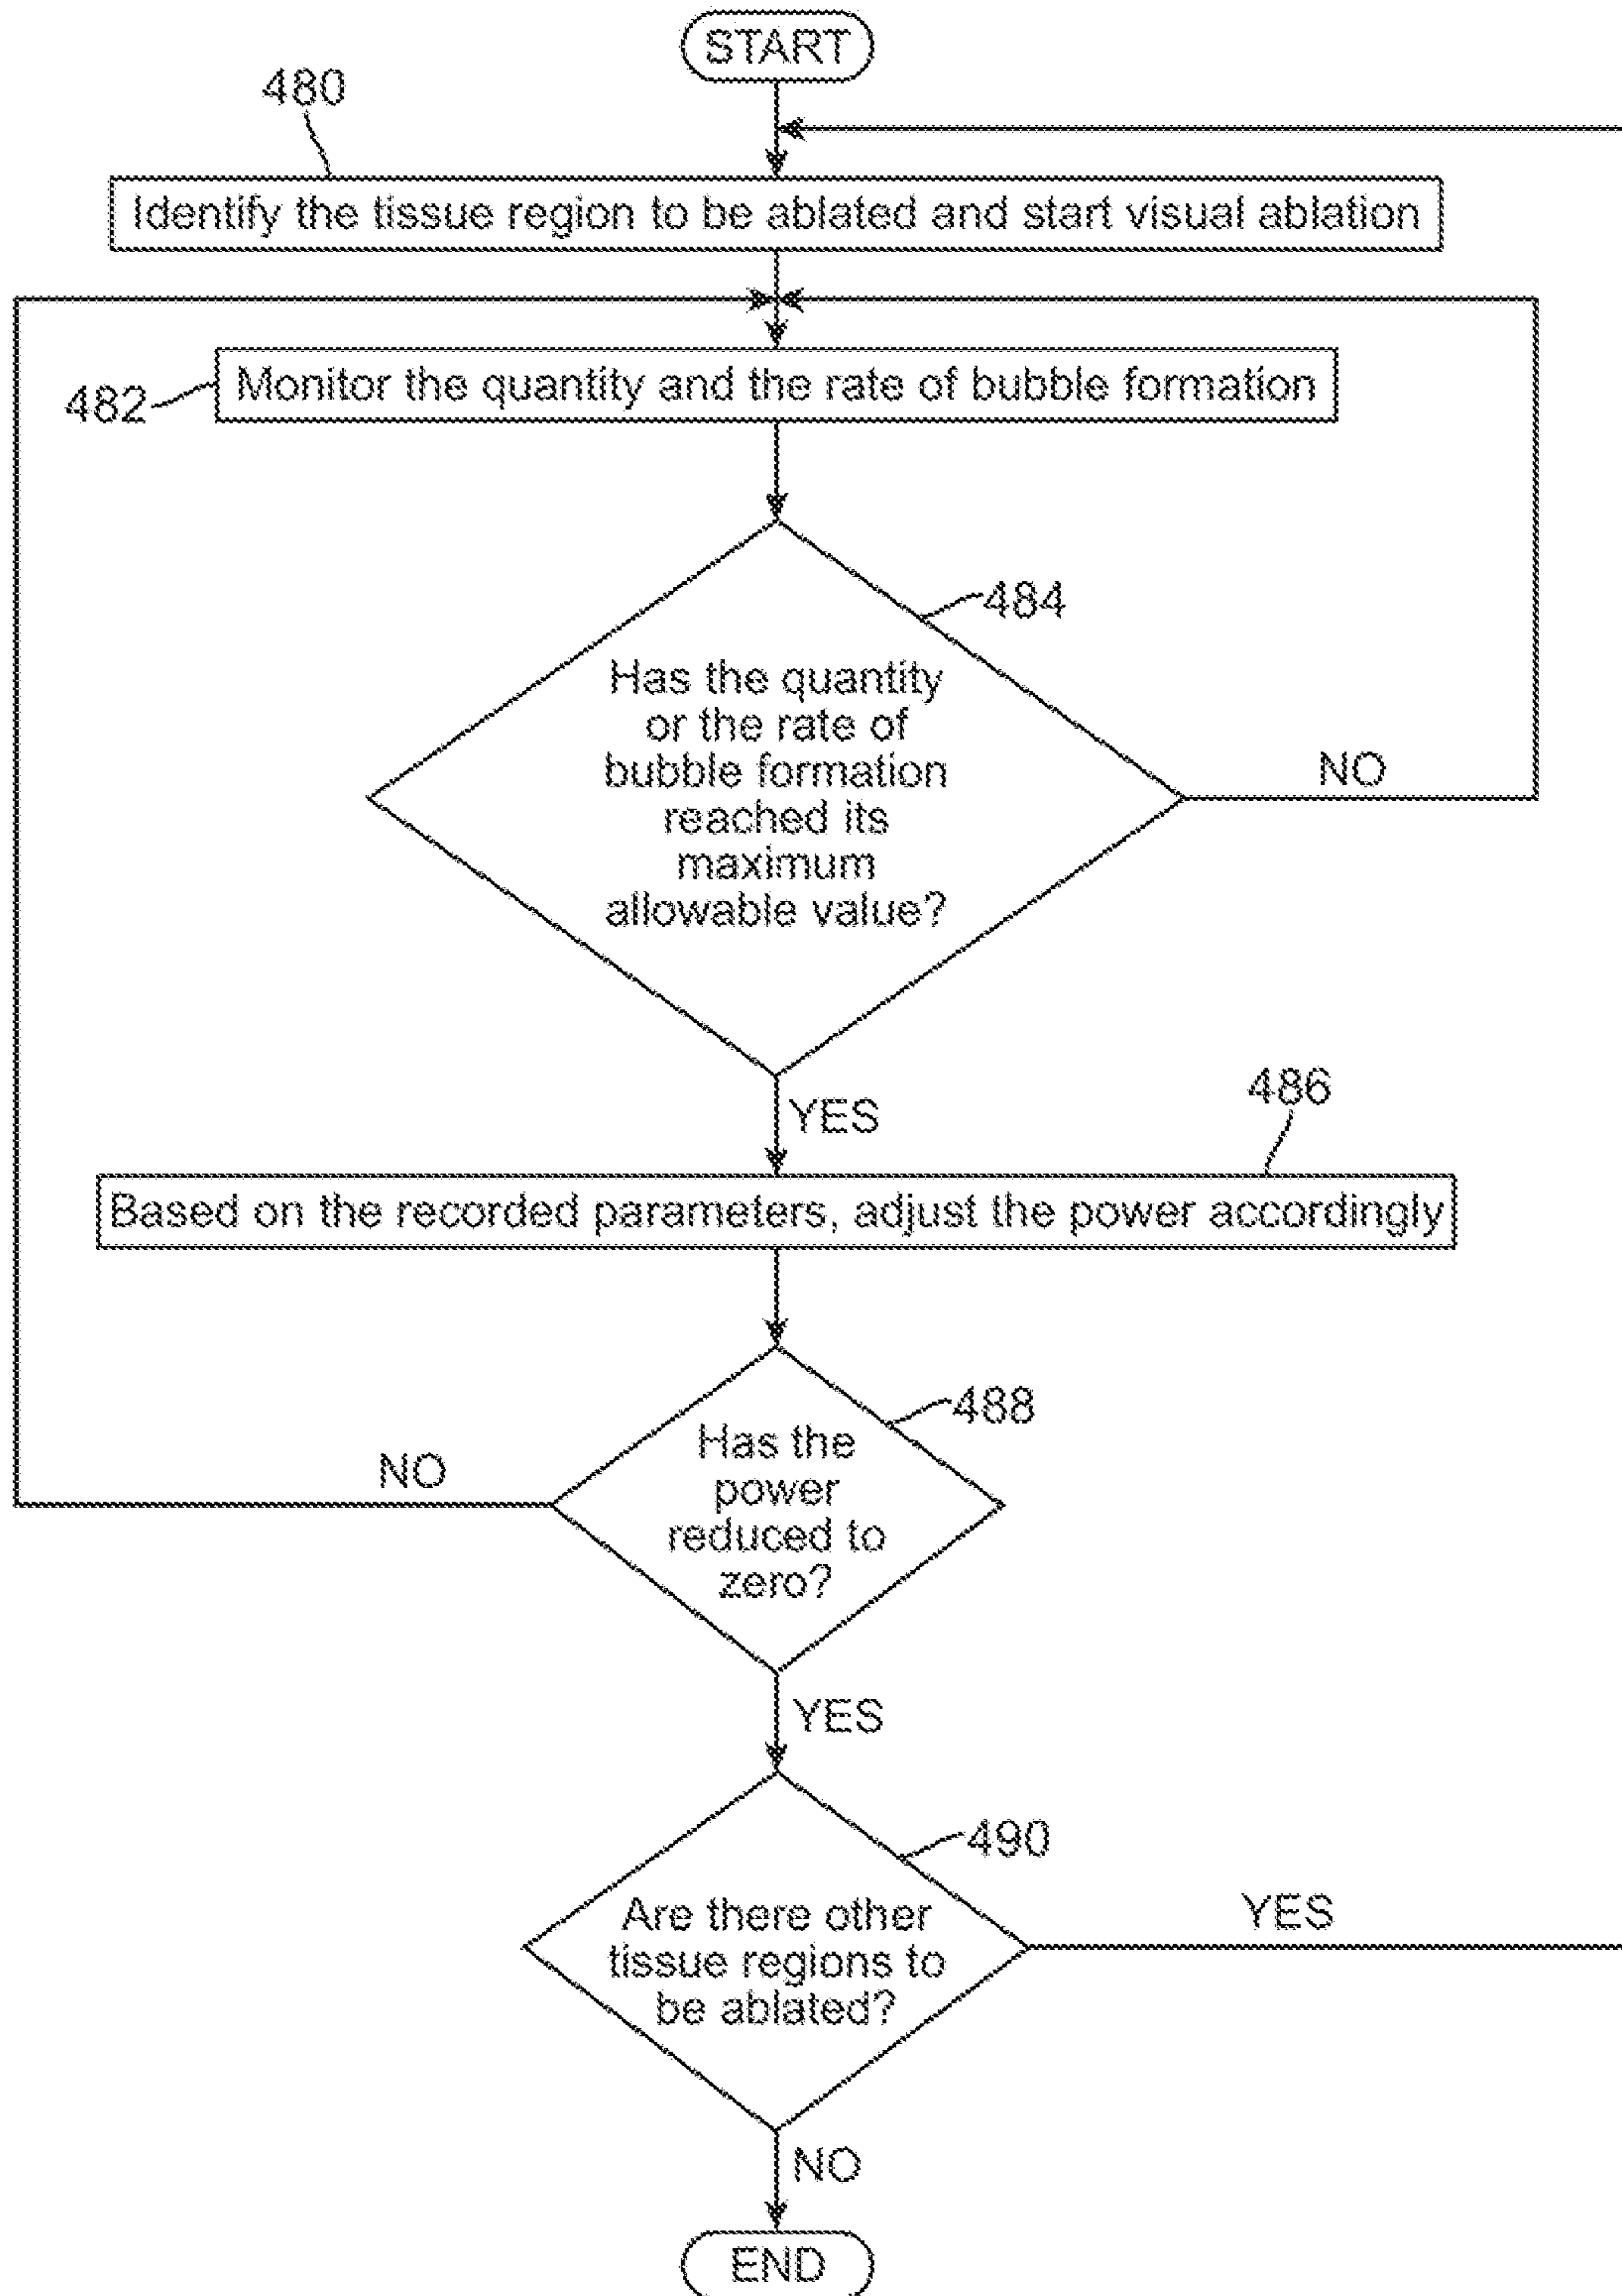 START
480
Identify the tissue region to be ablated and start visual ablation
482
Monitor the quantity and the rate of bubble formation
484
Has the quantity
or the rate of
bubble formation
reached its
maximum
allowable value?
NO
YES
486
Based on the recorded parameters, adjust the power accordingly
488
Has the
power
reduced to
zero?
NO
YES
490
Are there other
tissue regions to
be ablated?
YES
NO
END